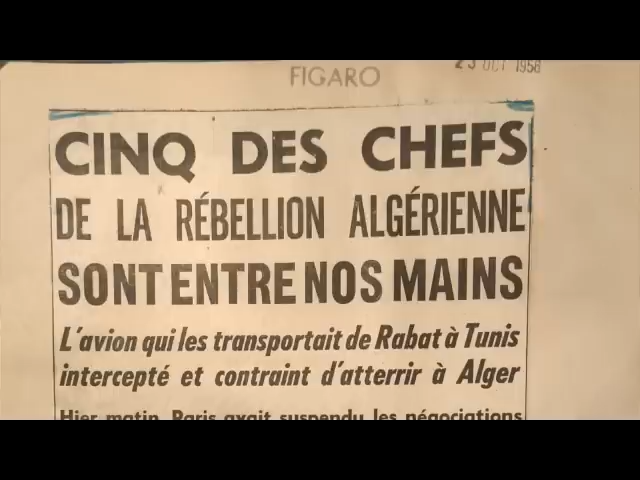 FIGARO
23 OCT 1956
CINQ DES CHEFS
DE LA RÉBELLION ALGÉRIENNE
SONT ENTRE NOS MAINS
L'avion qui les transportait de Rabat à Tunis
intercepté et contraint d'atterrir à Alger
Hier matin, Paris avait suspendu les négociations